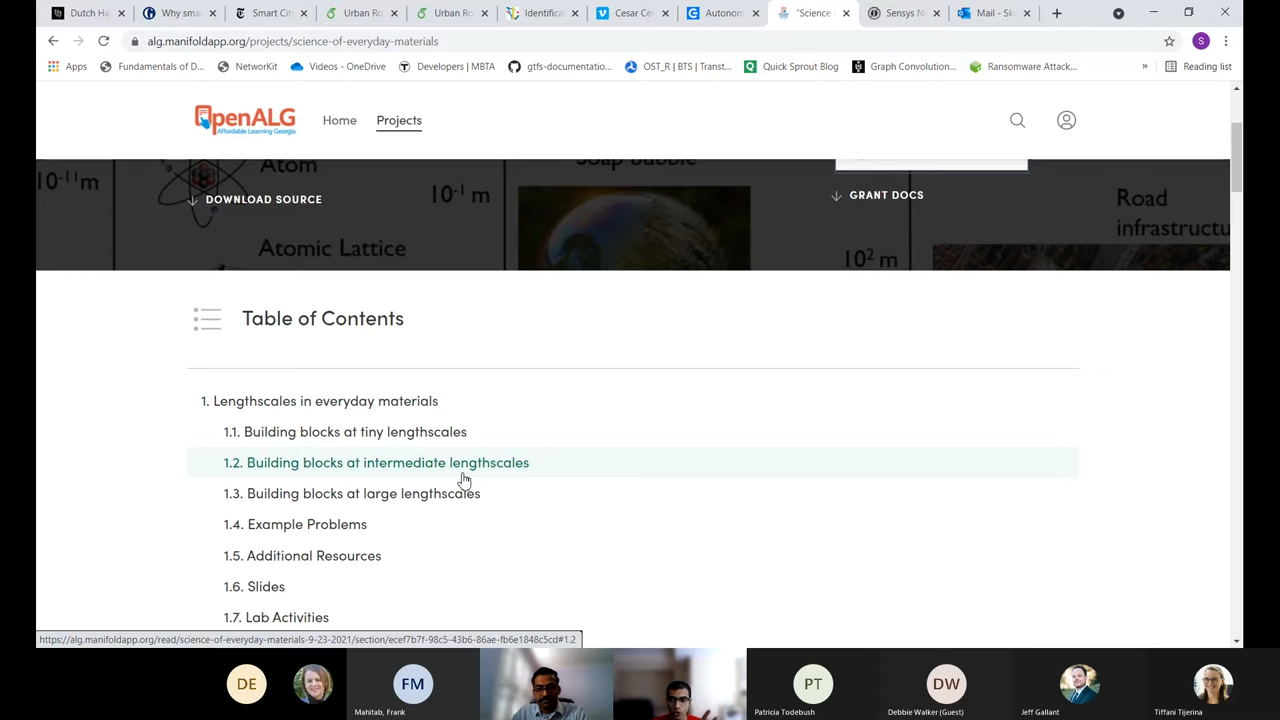 Dutch He
Why sma
Smart Cit
Urban Ro
Urban Ro
Identifica
Cesar Ce
Autonom
"Science
Sensys N
Mail - Sk
alg.manifoldapp.org/projects/science-of-everyday-materials
S
Apps
Fundamentals of D...
NetworKit
Videos - OneDrive
Developers | MBTA
gtfs-documentatio...
OST_R | BTS | Transt...
Quick Sprout Blog
Graph Convolution...
Ransomware Attack...
»
Reading list
OpenALG
Affordable Learning Georgia
Home
Projects
10⁻¹¹m
Atom
10⁻¹ m
Soap Bubble
DOWNLOAD SOURCE
GRANT DOCS
Road
infrastructu
Atomic Lattice
10² m
Table of Contents
1. Lengthscales in everyday materials
1.1. Building blocks at tiny lengthscales
1.2. Building blocks at intermediate lengthscales
1.3. Building blocks at large lengthscales
1.4. Example Problems
1.5. Additional Resources
1.6. Slides
1.7. Lab Activities
https://alg.manifoldapp.org/read/science-of-everyday-materials-9-23-2021/section/ecef7b7f-98c5-43b6-86ae-fb6e1848c5cd#1.2
DE
FM
Mahitab, Frank
PT
Patricia Todebush
DW
Debbie Walker (Guest)
Jeff Gallant
Tiffani Tijerina